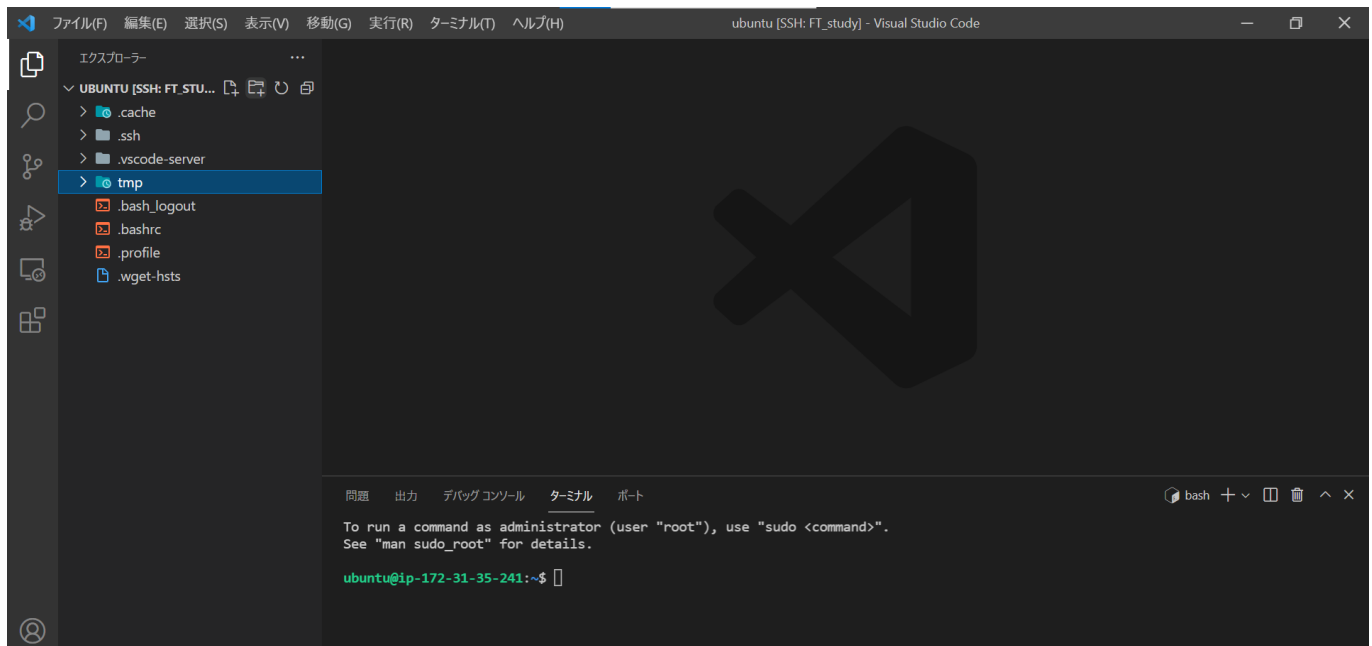 ファイル(F) 編集(E) 選択(S) 表示(V) 移動(G) 実行(R) ターミナル(T) ヘルプ(H) ubuntu [SSH: FT_study] - Visual Studio Code
エクスプローラー ...
UBUNTU [SSH: FT_STU...
.cache
.ssh
.vscode-server
tmp
.bash_logout
.bashrc
.profile
.wget-hsts
問題 出力 デバッグ コンソール ターミナル ポート bash
To run a command as administrator (user "root"), use "sudo <command>".
See "man sudo_root" for details.
ubuntu@ip-172-31-35-241:~$